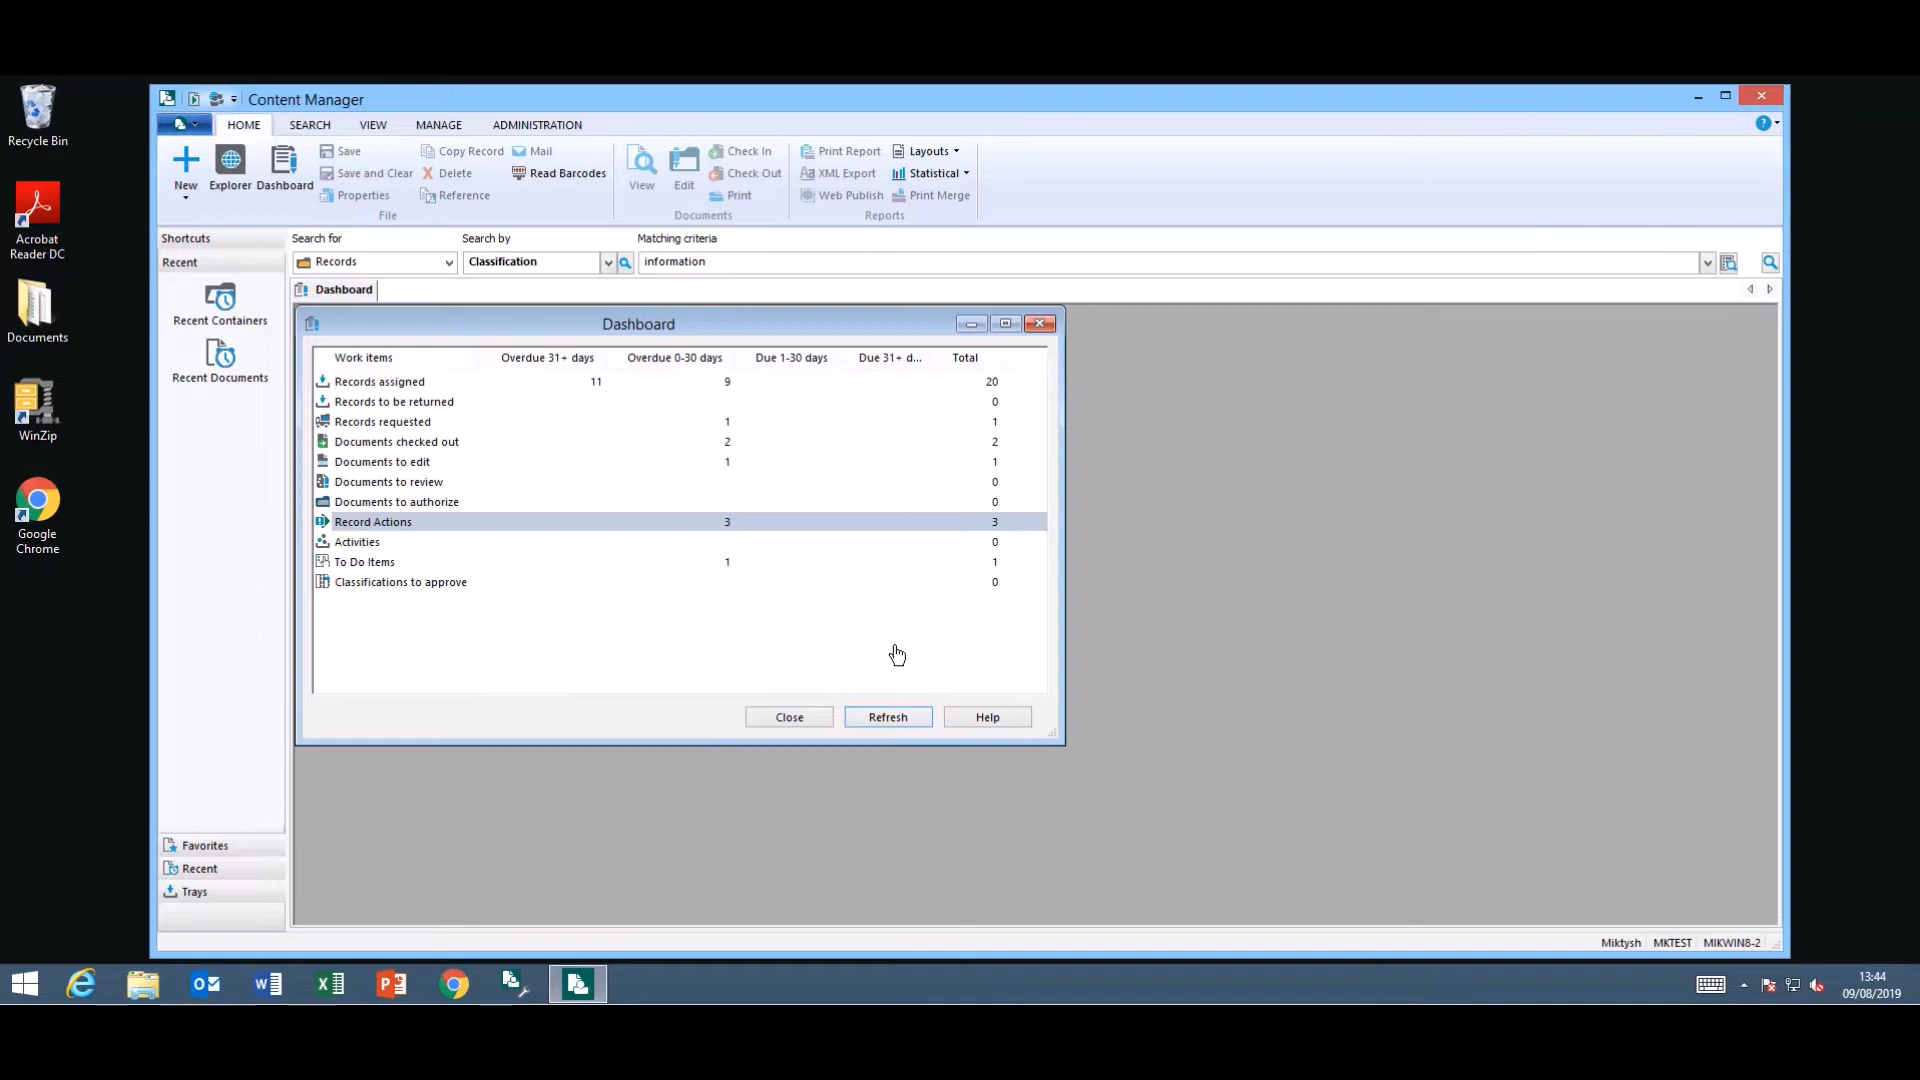 Recycle Bin
Acrobat
Reader DC
Documents
WinZip
Google
Chrome
Content Manager
HOME SEARCH VIEW MANAGE ADMINISTRATION
New
Explorer
Dashboard
Save
Save and Clear
Properties
Copy Record
Delete
Reference
Mail
Read Barcodes
File
View
Edit
Check In
Check Out
Print
Documents
Print Report
XML Export
Web Publish
Layouts
Statistical
Print Merge
Reports
Shortcuts
Recent
Recent Containers
Recent Documents
Favorites
Recent
Trays
Search for Search by Matching criteria
Records Classification information
Dashboard
Dashboard
Work items Overdue 31+ days Overdue 0-30 days Due 1-30 days Due 31+ d... Total
Records assigned 11 9 20
Records to be returned 0
Records requested 1 1
Documents checked out 2 2
Documents to edit 1 1
Documents to review 0
Documents to authorize 0
Record Actions 3 3
Activities 0
To Do Items 1 1
Classifications to approve 0
Close Refresh Help
Miktysh MKTEST MIKWIN8-2
13:44
09/08/2019